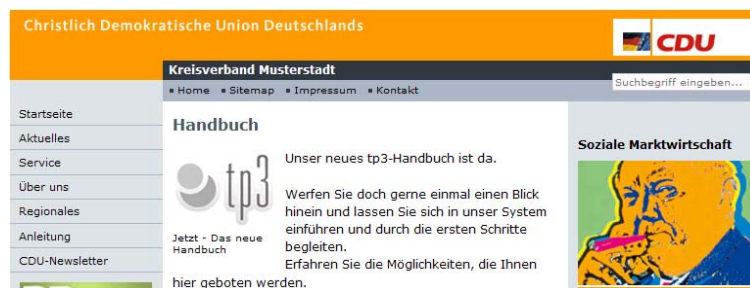 Christlich Demokratische Union Deutschlands
CDU
Kreisverband Musterstadt
Suchbegriff eingeben...
Home Sitemap Impressum Kontakt
Startseite
Aktuelles
Service
Über uns
Regionales
Anleitung
CDU-Newsletter
Handbuch
tp3
Jetzt - Das neue
Handbuch
Unser neues tp3-Handbuch ist da.
Werfen Sie doch gerne einmal einen Blick
hinein und lassen Sie sich in unser System
einführen und durch die ersten Schritte
begleiten.
Erfahren Sie die Möglichkeiten, die Ihnen
hier geboten werden.
Soziale Marktwirtschaft